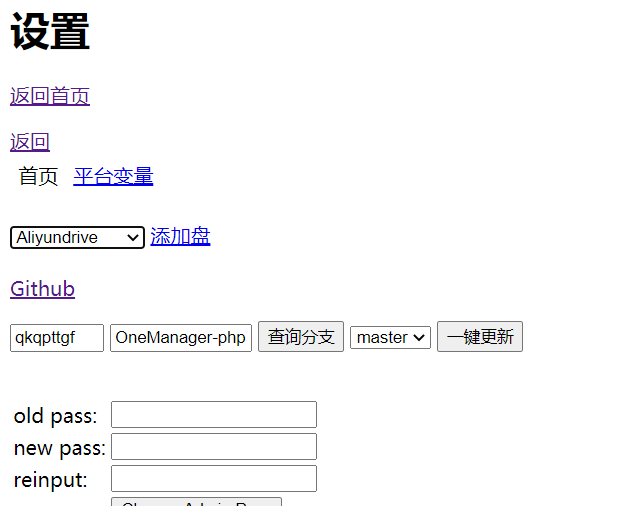 设置
返回首页
返回
首页 平台变量
Aliyundrive 添加盘
Github
qkqpttgf OneManager-php 查询分支 master 一键更新
old pass:
new pass:
reinput: